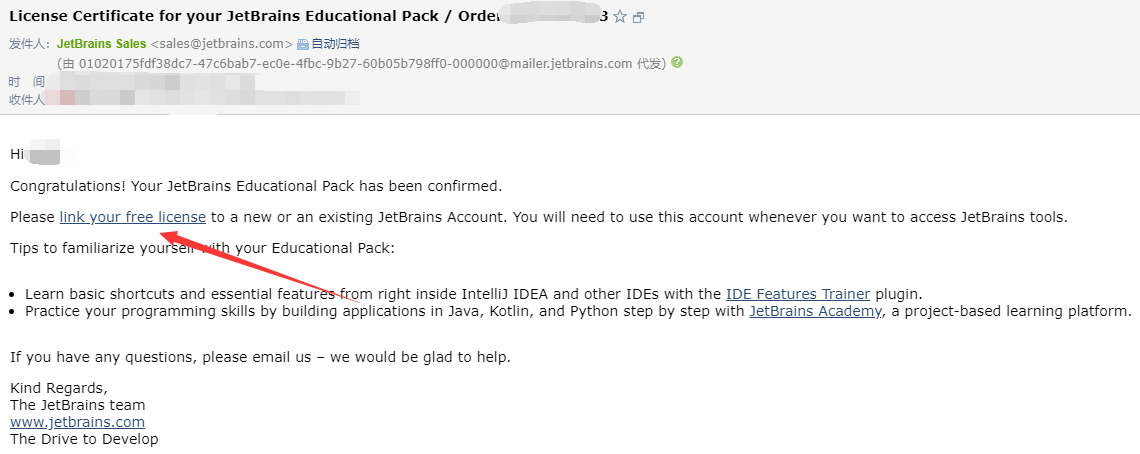 License Certificate for your JetBrains Educational Pack / Order 3
发件人： JetBrains Sales <sales@jetbrains.com> 自动归档
(由 01020175fdf38dc7-47c6bab7-ec0e-4fbc-9b27-60b05b798ff0-000000@mailer.jetbrains.com 代发)
时 间
收件人
Hi
Congratulations! Your JetBrains Educational Pack has been confirmed.
Please link your free license to a new or an existing JetBrains Account. You will need to use this account whenever you want to access JetBrains tools.
Tips to familiarize yourself with your Educational Pack:
• Learn basic shortcuts and essential features from right inside IntelliJ IDEA and other IDEs with the IDE Features Trainer plugin.
• Practice your programming skills by building applications in Java, Kotlin, and Python step by step with JetBrains Academy, a project-based learning platform.
If you have any questions, please email us – we would be glad to help.
Kind Regards,
The JetBrains team
www.jetbrains.com
The Drive to Develop